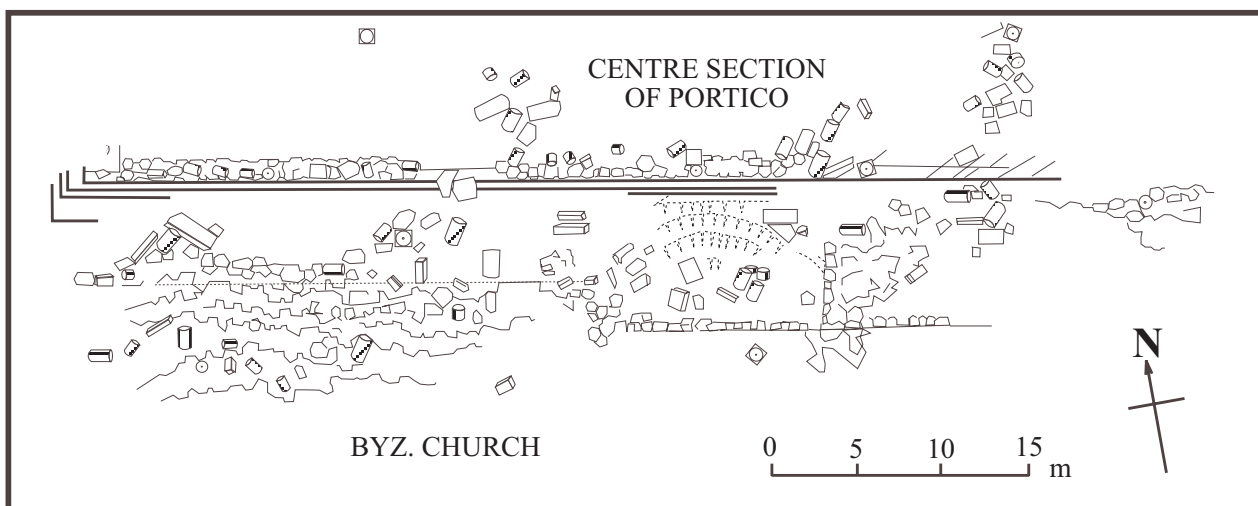 CENTRE SECTION
OF PORTICO
N
BYZ. CHURCH
0 5 10 15
m